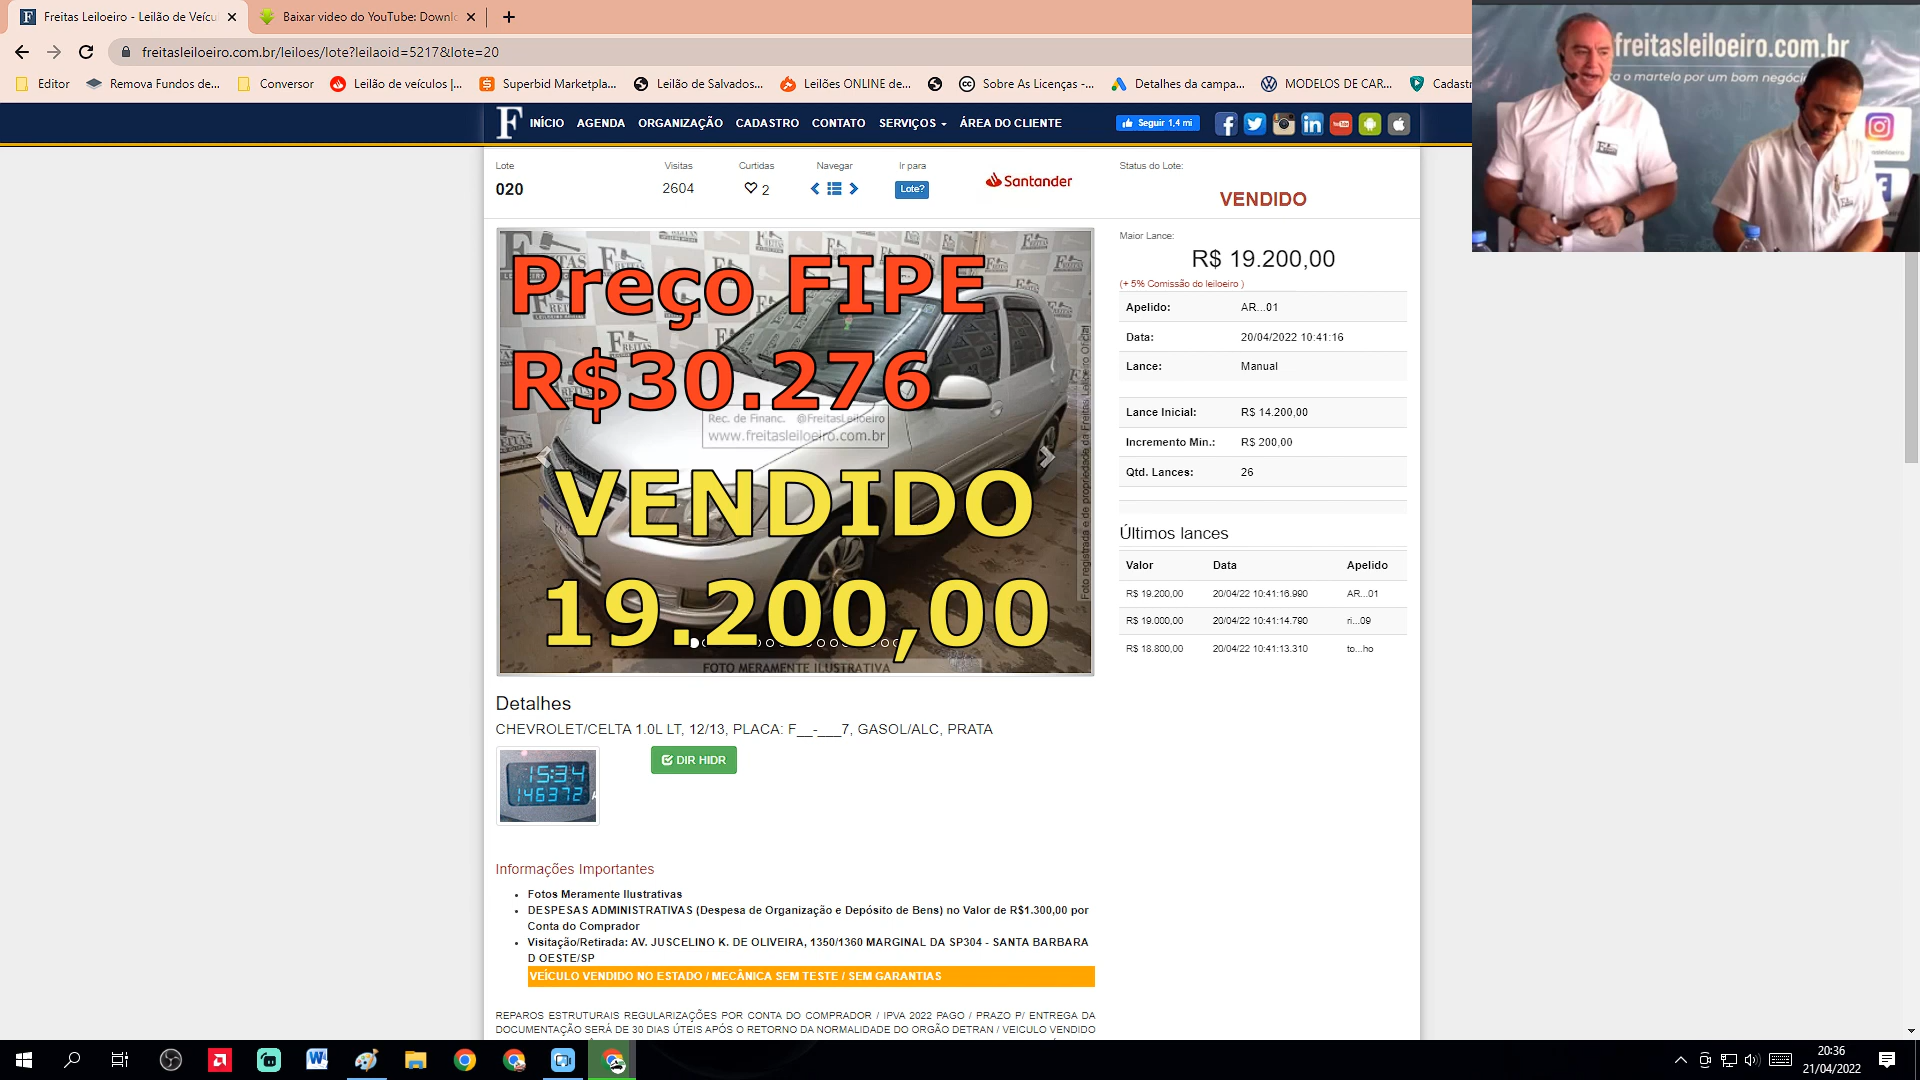 Freitas Leiloeiro - Leilão de Veícu
Baixar video do YouTube: Downl
freitasleiloeiro.com.br/leiloes/lote?leilaoid=5217&lote=20
Editor
Remova Fundos de...
Conversor
Leilão de veículos |...
Superbid Marketpla...
Leilão de Salvados...
Leilões ONLINE de...
Sobre As Licenças -...
Detalhes da campa...
MODELOS DE CAR...
Cadast
freitasleiloeiro.com.br
o martelo por um bom negóci
F INÍCIO AGENDA ORGANIZAÇÃO CADASTRO CONTATO SERVIÇOS ÁREA DO CLIENTE
Seguir 1,4 mi
Lote
020
Visitas
2604
Curtidas
2
Navegar
Ir para
Lote?
Santander
Status do Lote:
VENDIDO
Preço FIPE
R$30.276
Rec. de Financ. @FreitasLeiloeiro
www.freitasleiloeiro.com.br
VENDIDO
19.200,00
FOTO MERAMENTE ILUSTRATIVA
Foto registrada e de propriedade da Freitas Leiloeiro Oficial
Maior Lance:
R$ 19.200,00
(+ 5% Comissão do leiloeiro )
Apelido: AR...01
Data: 20/04/2022 10:41:16
Lance: Manual
Lance Inicial: R$ 14.200,00
Incremento Min.: R$ 200,00
Qtd. Lances: 26
Últimos lances
Valor Data Apelido
R$ 19.200,00 20/04/22 10:41:16.990 AR...01
R$ 19.000,00 20/04/22 10:41:14.790 ri...09
R$ 18.800,00 20/04/22 10:41:13.310 to...ho
Detalhes
CHEVROLET/CELTA 1.0L LT, 12/13, PLACA: F__-___7, GASOL/ALC, PRATA
15:34
146372
DIR HIDR
Informações Importantes
Fotos Meramente Ilustrativas
DESPESAS ADMINISTRATIVAS (Despesa de Organização e Depósito de Bens) no Valor de R$1.300,00 por
Conta do Comprador
Visitação/Retirada: AV. JUSCELINO K. DE OLIVEIRA, 1350/1360 MARGINAL DA SP304 - SANTA BARBARA
D OESTE/SP
VEÍCULO VENDIDO NO ESTADO / MECÂNICA SEM TESTE / SEM GARANTIAS
REPAROS ESTRUTURAIS REGULARIZAÇÕES POR CONTA DO COMPRADOR / IPVA 2022 PAGO / PRAZO P/ ENTREGA DA
DOCUMENTAÇÃO SERÁ DE 30 DIAS ÚTEIS APÓS O RETORNO DA NORMALIDADE DO ORGÃO DETRAN / VEICULO VENDIDO
20:36
21/04/2022